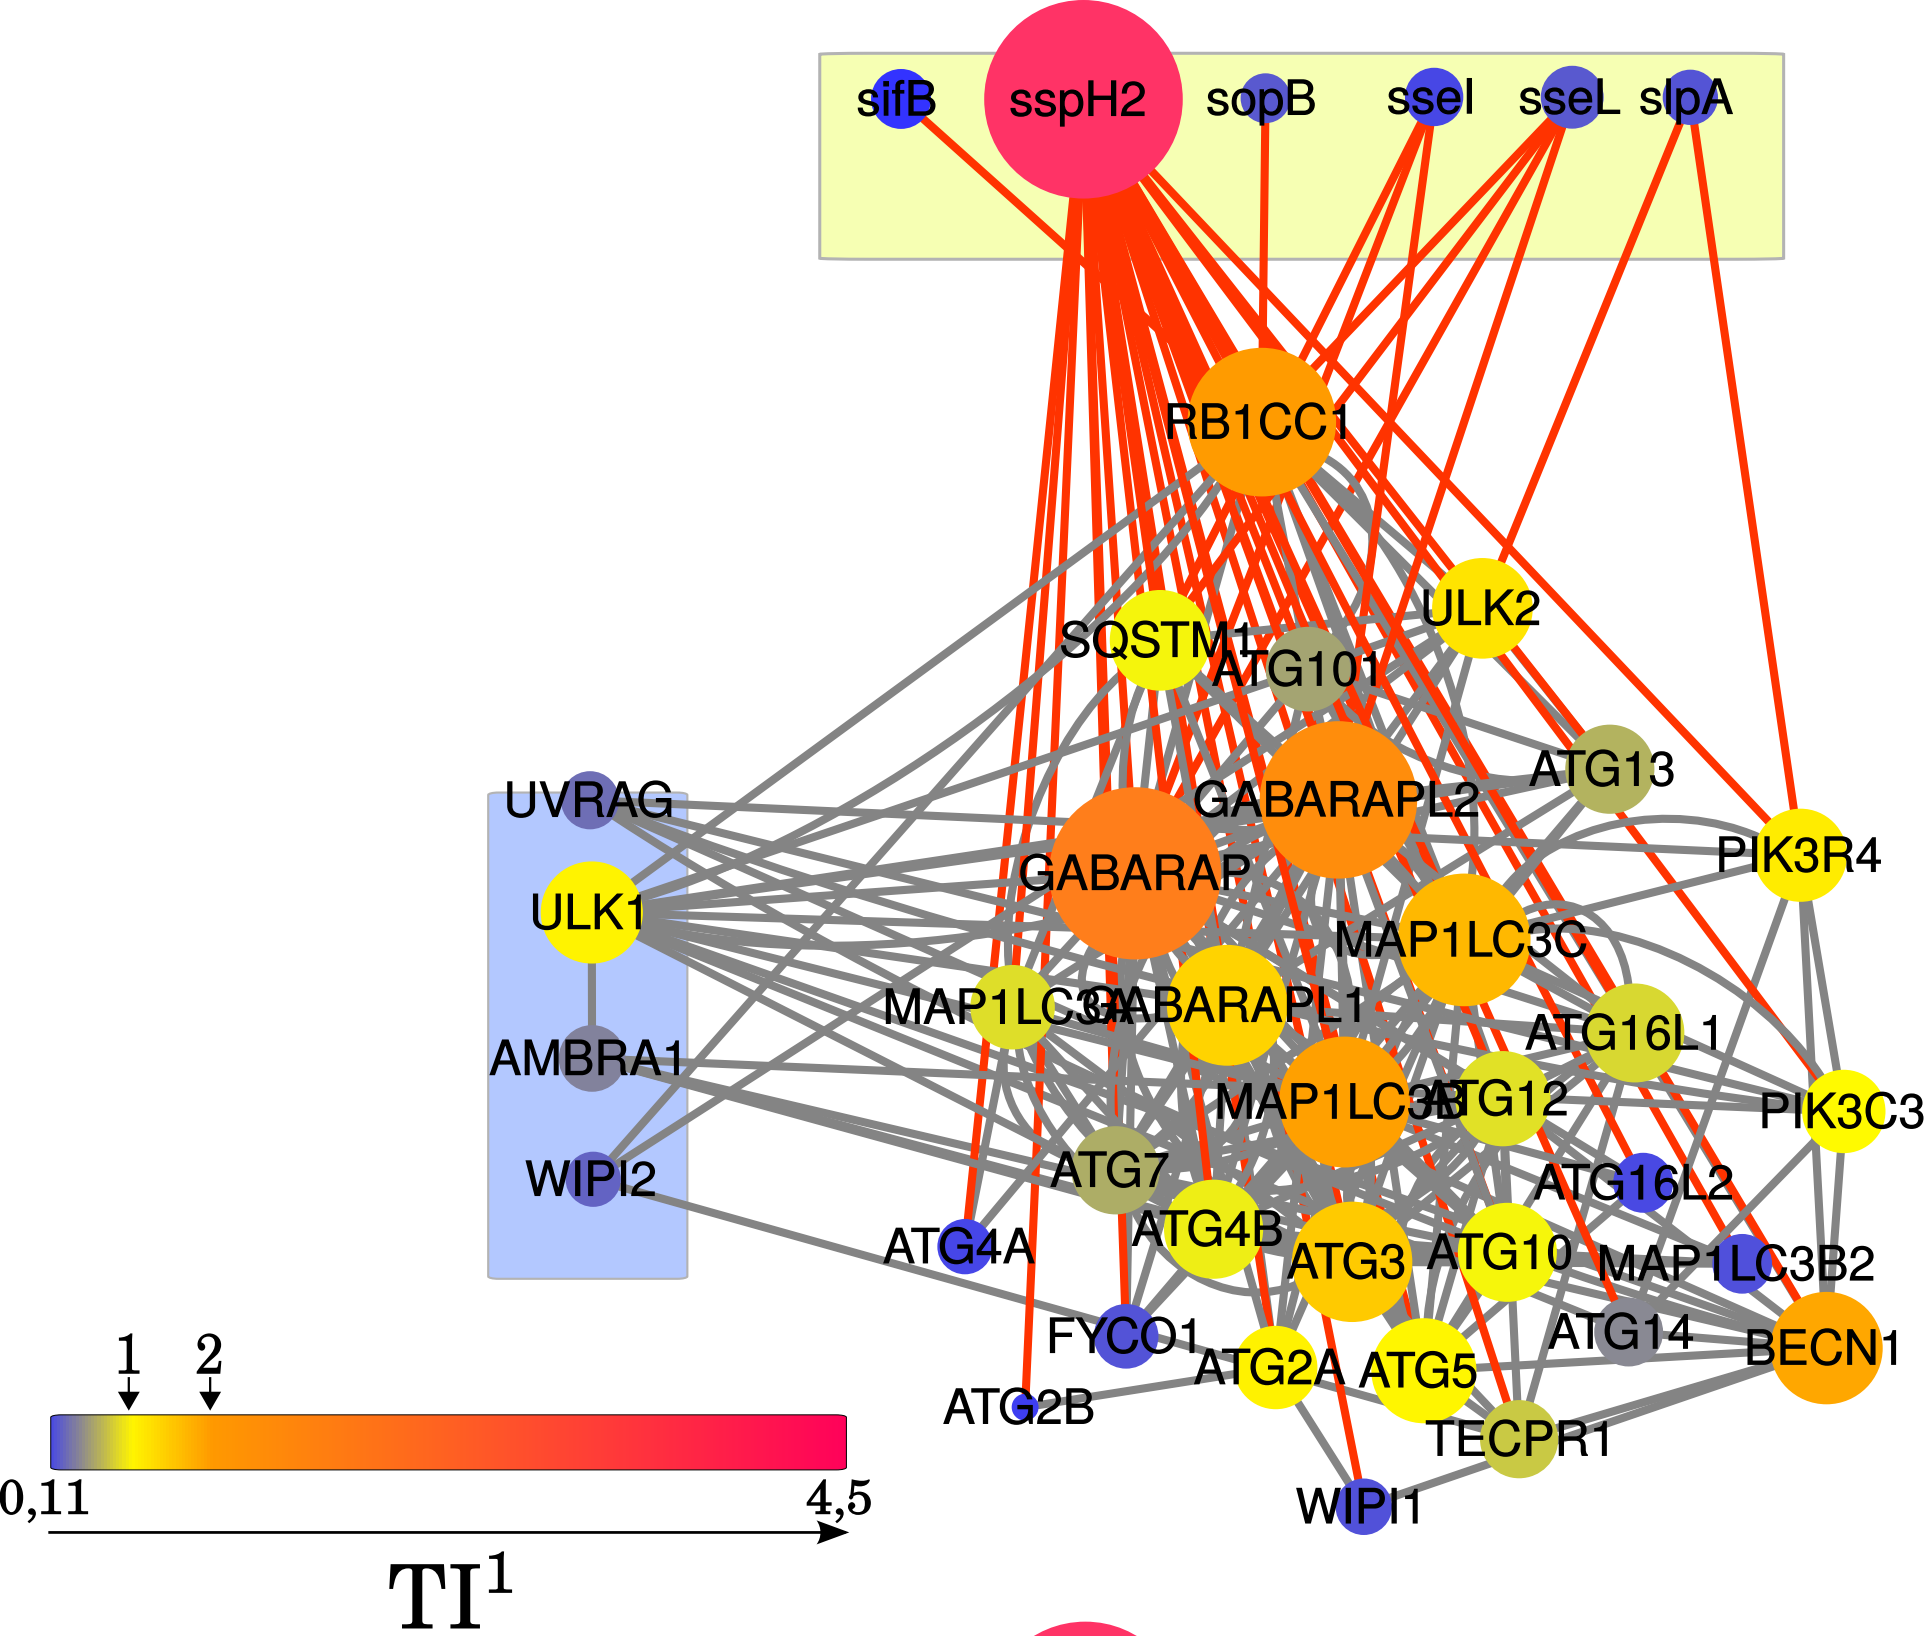 sifB
sspH2
sopB
sseI
sseL
slpA
RB1CC1
ULK2
SQSTM1
ATG101
ATG13
UVRAG
GABARAPL2
PIK3R4
GABARAP
ULK1
MAP1LC3C
MAP1LC3A
GABARAPL1
ATG16L1
AMBRA1
MAP1LC3B
ATG12
PIK3C3
WIPI2
ATG7
ATG16L2
ATG4B
ATG4A
ATG3
ATG10
MAP1LC3B2
FYCO1
ATG14
BECN1
ATG2A
ATG5
ATG2B
TECPR1
WIPI1
1 2
0,11 4,5
TI¹